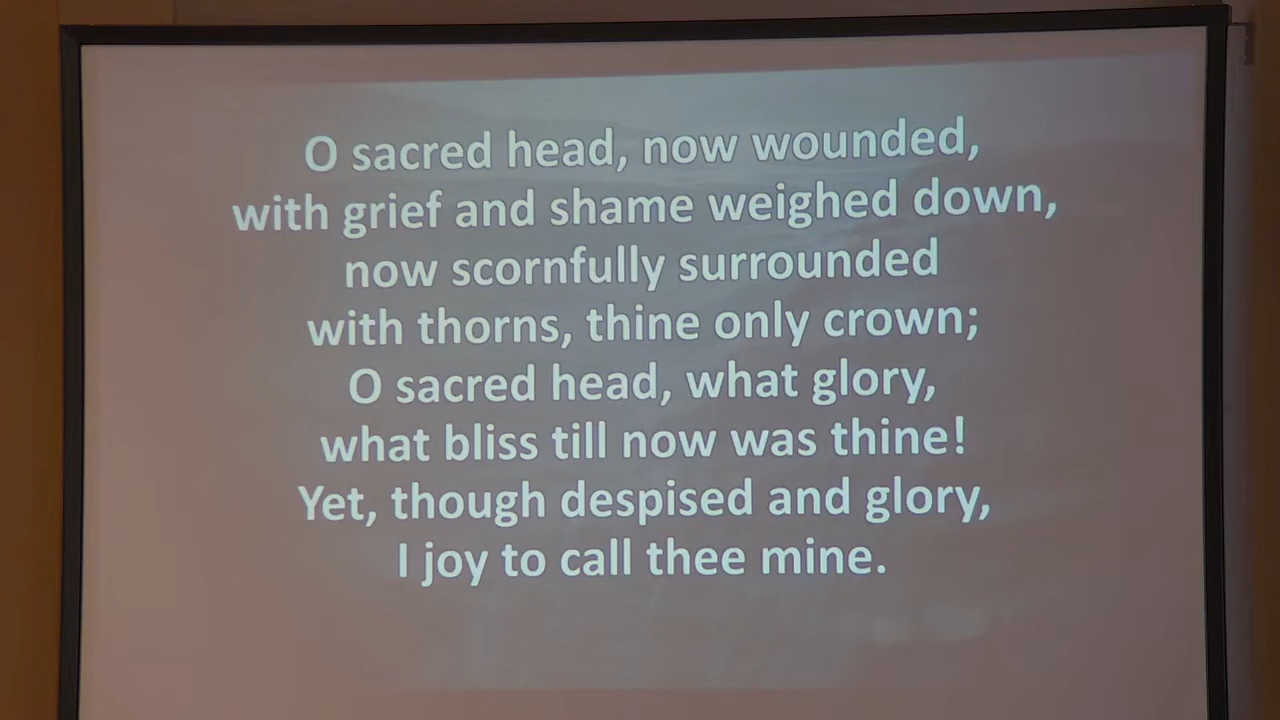 O sacred head, now wounded,
with grief and shame weighed down,
now scornfully surrounded
with thorns, thine only crown;
O sacred head, what glory,
what bliss till now was thine!
Yet, though despised and glory,
I joy to call thee mine.